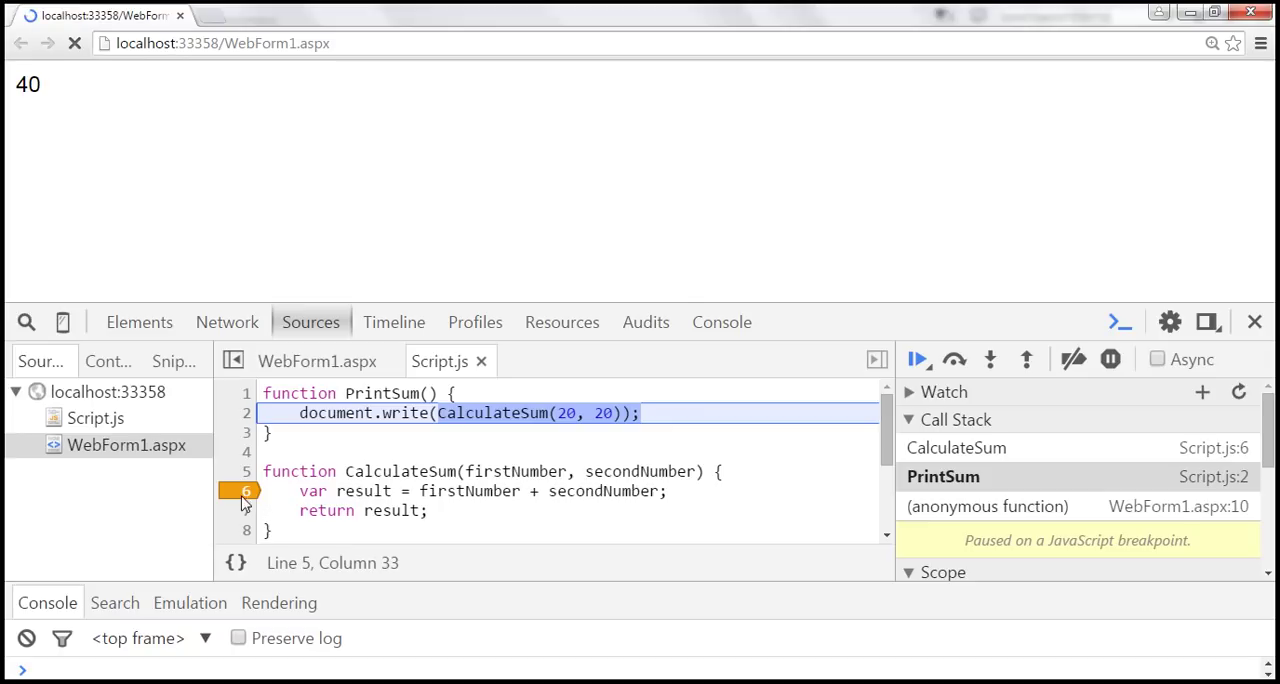 localhost:33358/WebForm
localhost:33358/WebForm1.aspx
40
Elements Network Sources Timeline Profiles Resources Audits Console
Sour... Cont... Snip... WebForm1.aspx Script.js Async
localhost:33358
Script.js
WebForm1.aspx
1 function PrintSum() {
2 document.write(CalculateSum(20, 20));
3 }
4
5 function CalculateSum(firstNumber, secondNumber) {
6 var result = firstNumber + secondNumber;
return result;
8 }
{} Line 5, Column 33
Watch
Call Stack
CalculateSum Script.js:6
PrintSum Script.js:2
(anonymous function) WebForm1.aspx:10
Paused on a JavaScript breakpoint.
Scope
Console Search Emulation Rendering
<top frame> Preserve log